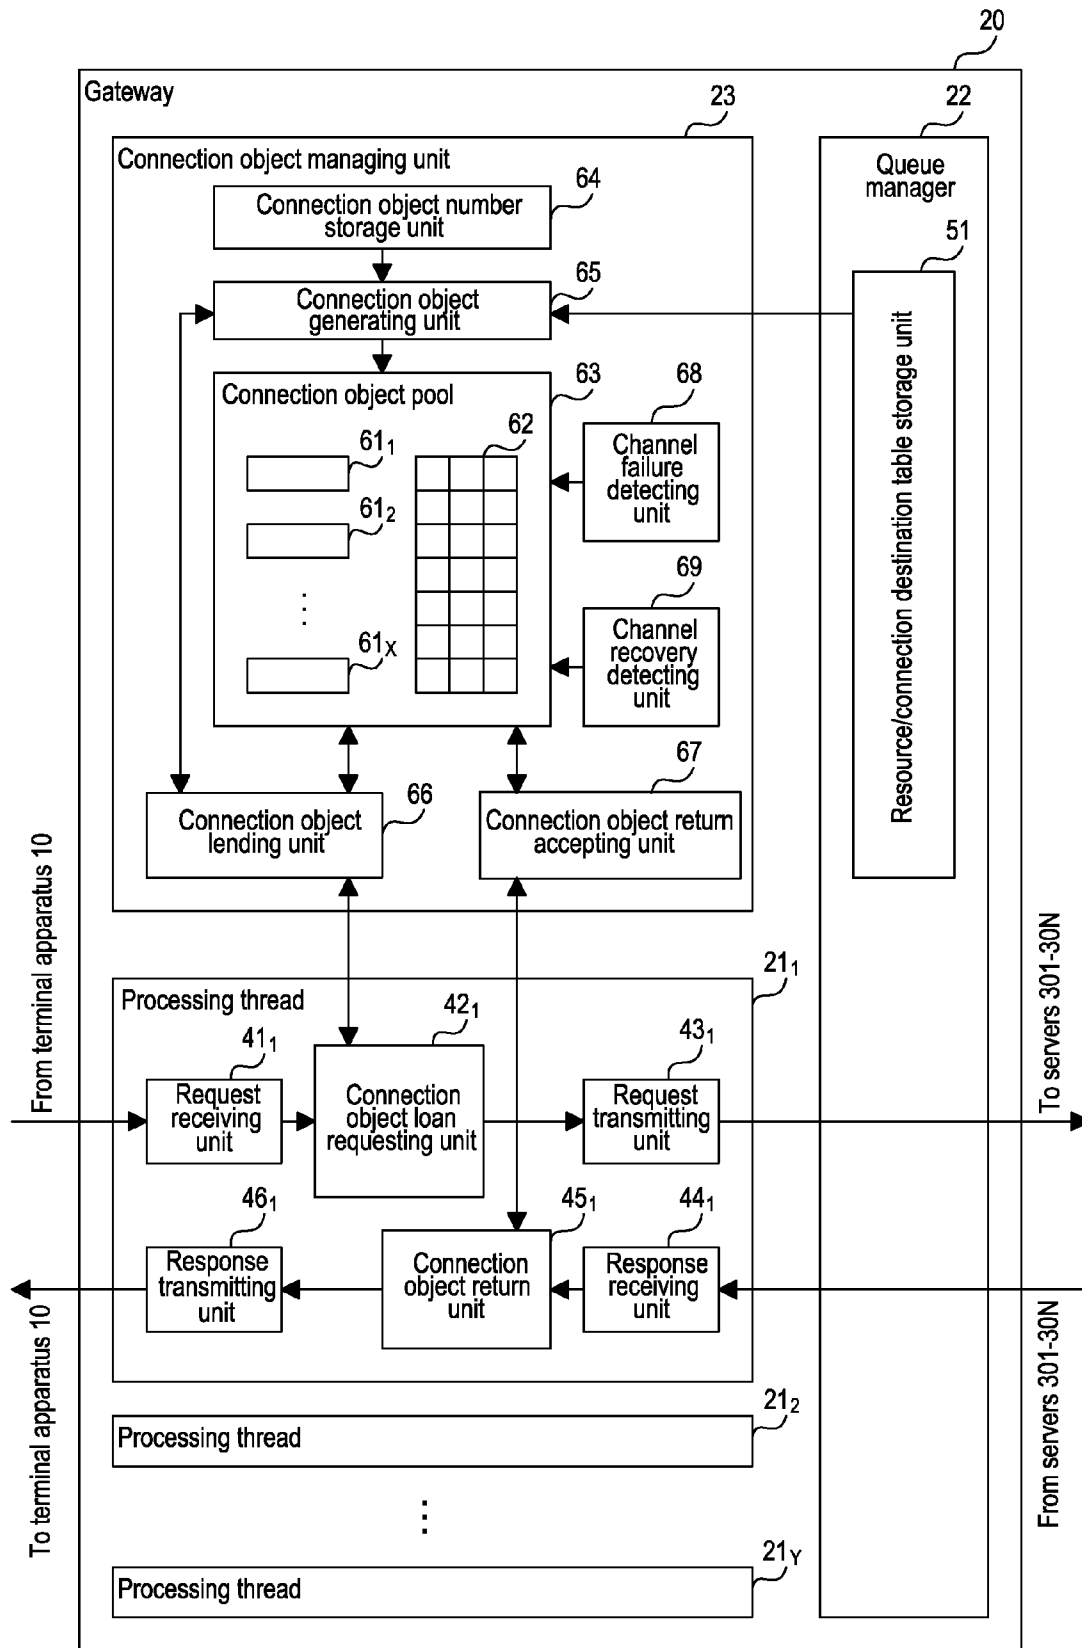 20
Gateway
23
22
Connection object managing unit
Queue
manager
64
Connection object number
storage unit
51
65
Connection object
generating unit
Resource/connection destination table storage unit
63
68
Connection object pool
62
Channel
failure
detecting
unit
61₁
61₂
⋮
69
Channel
recovery
detecting
unit
61X
67
66
Connection object
lending unit
Connection object return
accepting unit
From terminal apparatus 10
To servers 301-30N
21₁
Processing thread
42₁
41₁
43₁
Request
receiving
unit
Connection
object loan
requesting unit
Request
transmitting
unit
46₁
45₁
44₁
Response
transmitting
unit
Connection
object return
unit
Response
receiving
unit
To terminal apparatus 10
From servers 301-30N
21₂
Processing thread
⋮
21Y
Processing thread